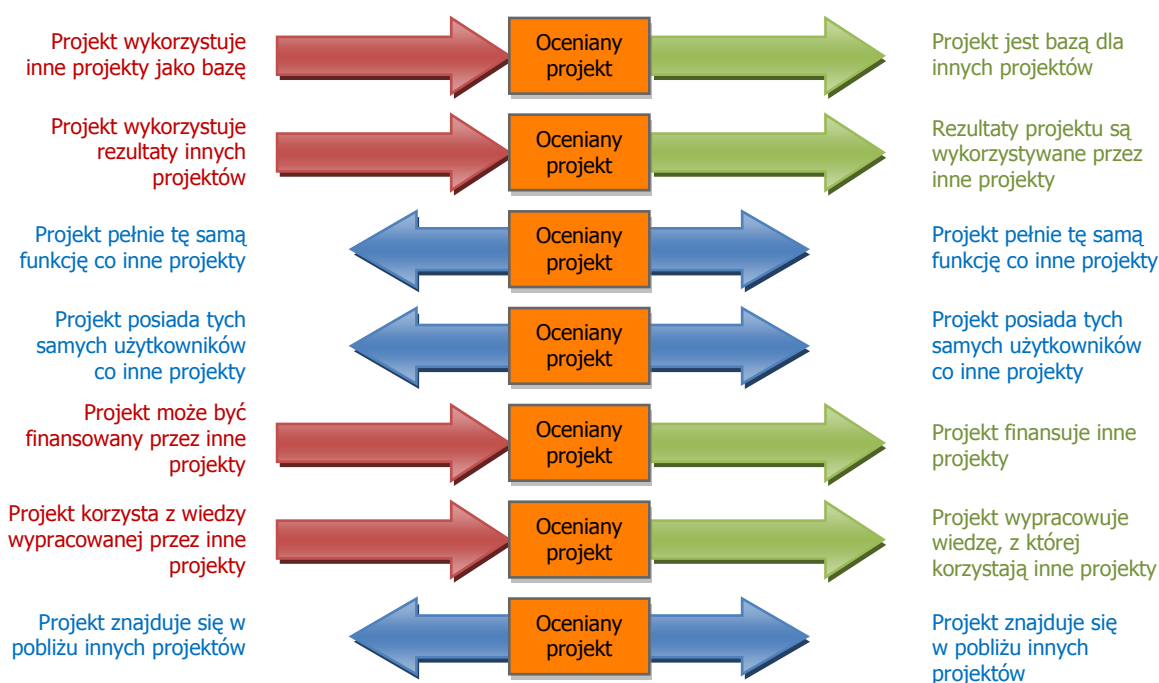 Projekt wykorzystuje
inne projekty jako bazę
Oceniany
projekt
Projekt jest bazą dla
innych projektów
Projekt wykorzystuje
rezultaty innych
projektów
Oceniany
projekt
Rezultaty projektu są
wykorzystywane przez
inne projekty
Projekt pełnie tę samą
funkcję co inne projekty
Oceniany
projekt
Projekt pełnie tę samą
funkcję co inne projekty
Projekt posiada tych
samych użytkowników
co inne projekty
Oceniany
projekt
Projekt posiada tych
samych użytkowników
co inne projekty
Projekt może być
finansowany przez inne
projekty
Oceniany
projekt
Projekt finansuje inne
projekty
Projekt korzysta z wiedzy
wypracowanej przez inne
projekty
Oceniany
projekt
Projekt wypracowuje
wiedzę, z której
korzystają inne projekty
Projekt znajduje się w
pobliżu innych projektów
Oceniany
projekt
Projekt znajduje się
w pobliżu innych
projektów